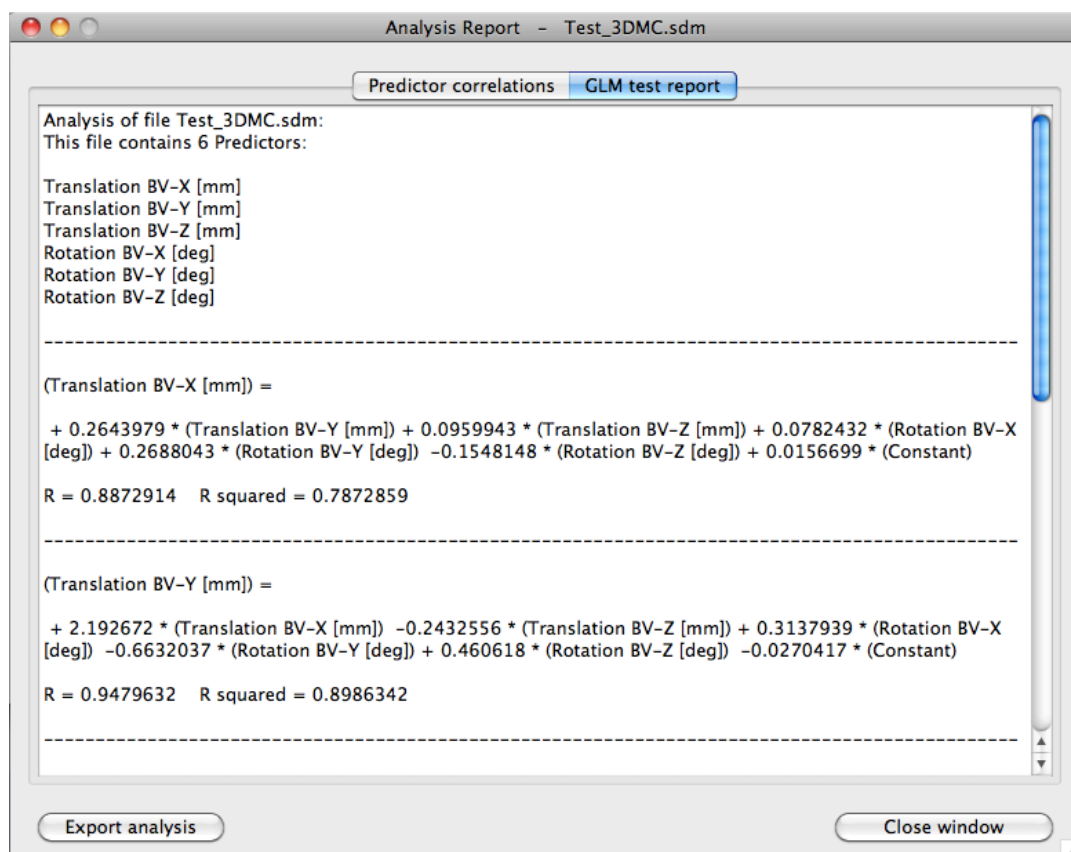 Analysis Report – Test_3DMC.sdm
Predictor correlations GLM test report
Analysis of file Test_3DMC.sdm:
This file contains 6 Predictors:
Translation BV-X [mm]
Translation BV-Y [mm]
Translation BV-Z [mm]
Rotation BV-X [deg]
Rotation BV-Y [deg]
Rotation BV-Z [deg]
----------------------------------------------------------------------------------------------
(Translation BV-X [mm]) =
+ 0.2643979 * (Translation BV-Y [mm]) + 0.0959943 * (Translation BV-Z [mm]) + 0.0782432 * (Rotation BV-X
[deg]) + 0.2688043 * (Rotation BV-Y [deg]) -0.1548148 * (Rotation BV-Z [deg]) + 0.0156699 * (Constant)
R = 0.8872914 R squared = 0.7872859
----------------------------------------------------------------------------------------------
(Translation BV-Y [mm]) =
+ 2.192672 * (Translation BV-X [mm]) -0.2432556 * (Translation BV-Z [mm]) + 0.3137939 * (Rotation BV-X
[deg]) -0.6632037 * (Rotation BV-Y [deg]) + 0.460618 * (Rotation BV-Z [deg]) -0.0270417 * (Constant)
R = 0.9479632 R squared = 0.8986342
----------------------------------------------------------------------------------------------
Export analysis Close window